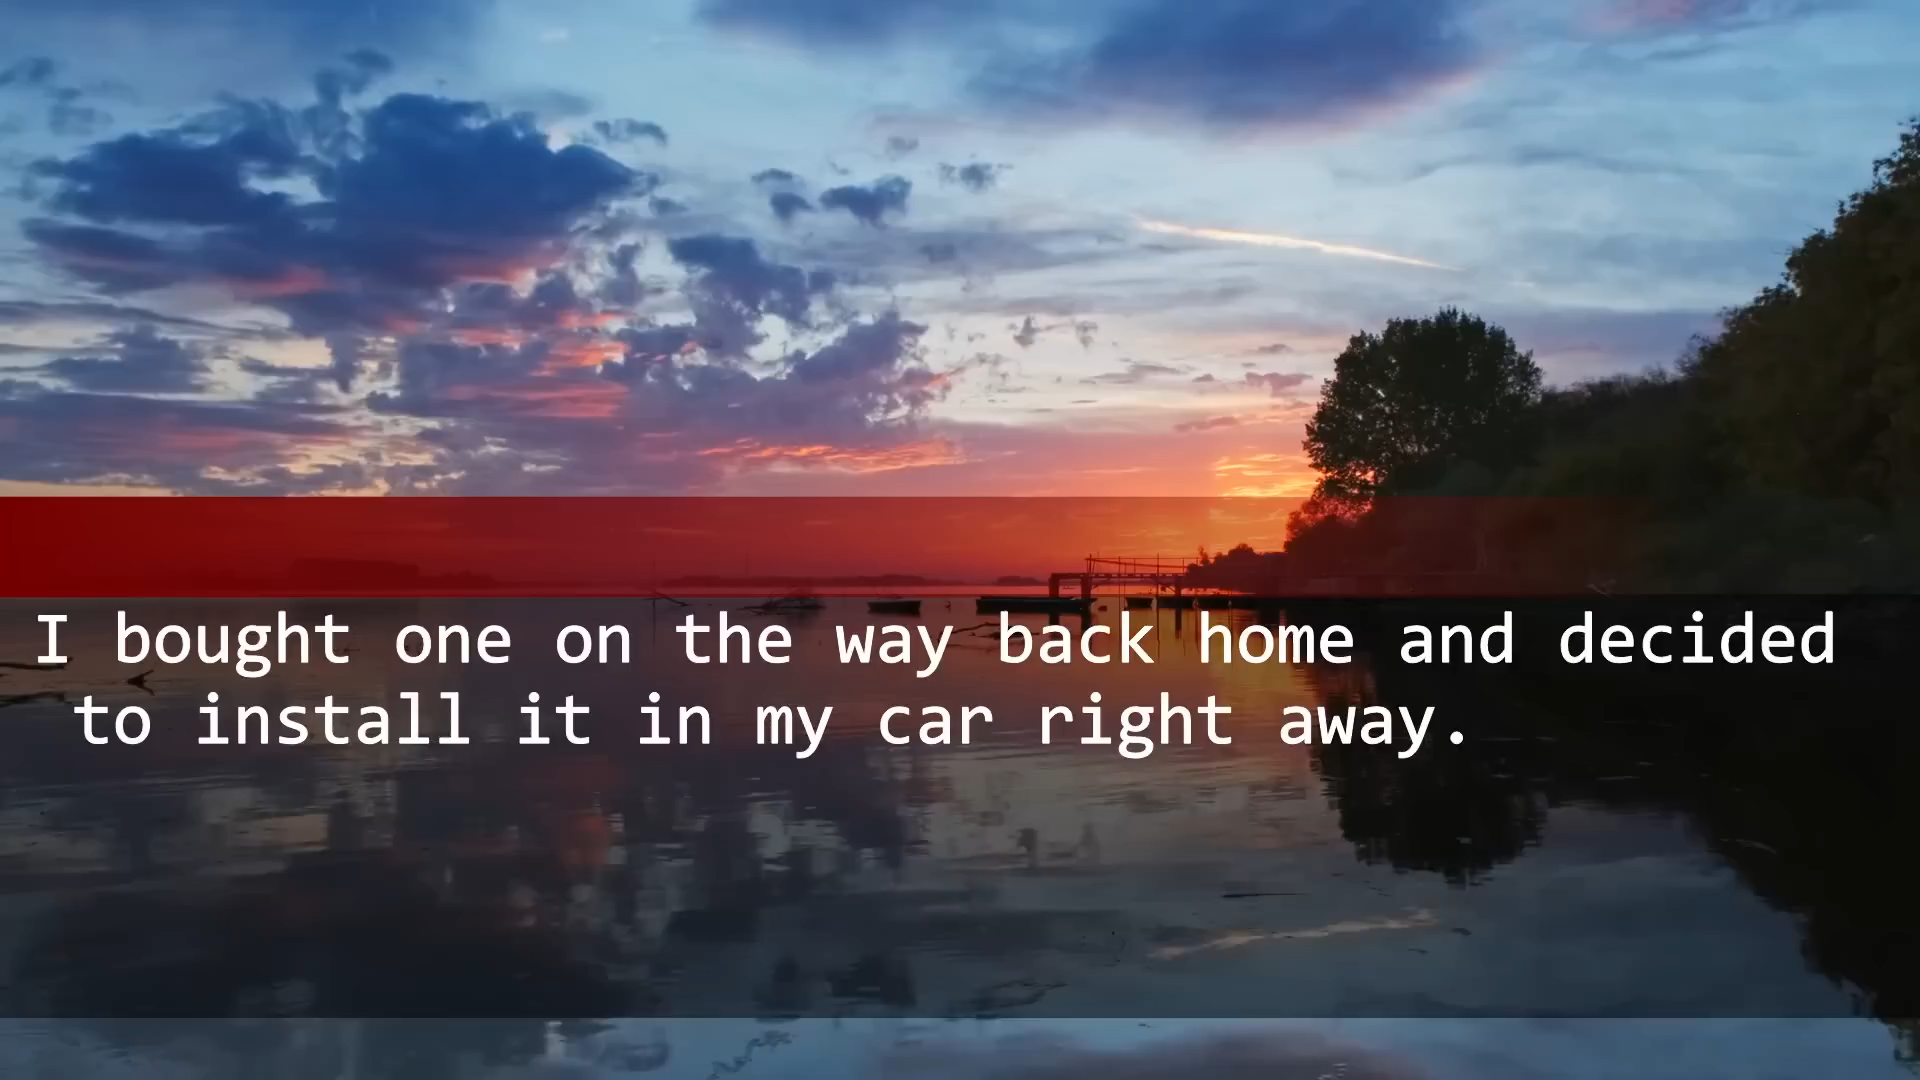 I bought one on the way back home and decided
to install it in my car right away.